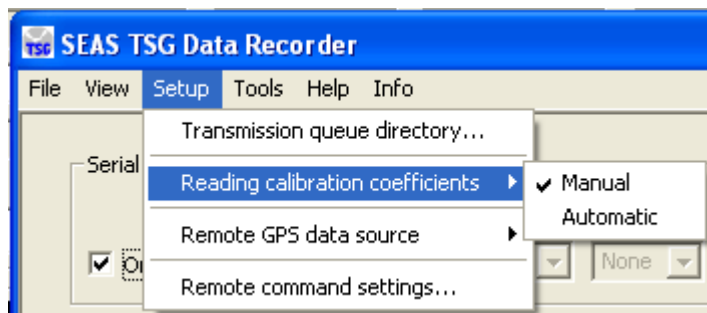 TSG SEAS TSG Data Recorder
File View Setup Tools Help Info
Transmission queue directory...
Serial
Reading calibration coefficients
Manual
Automatic
Remote GPS data source
None
Remote command settings...